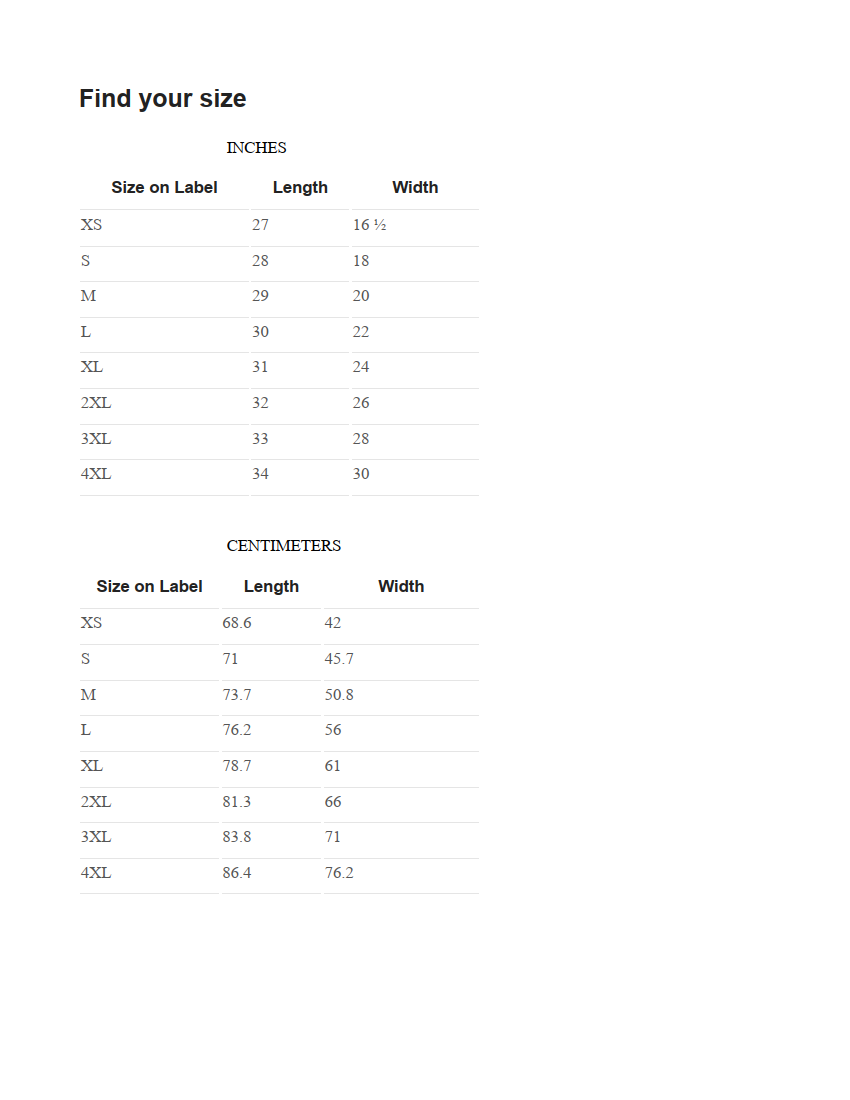 Find your size
INCHES
Size on Label Length Width
XS 27 16 ½
S 28 18
M 29 20
L 30 22
XL 31 24
2XL 32 26
3XL 33 28
4XL 34 30
CENTIMETERS
Size on Label Length Width
XS 68.6 42
S 71 45.7
M 73.7 50.8
L 76.2 56
XL 78.7 61
2XL 81.3 66
3XL 83.8 71
4XL 86.4 76.2